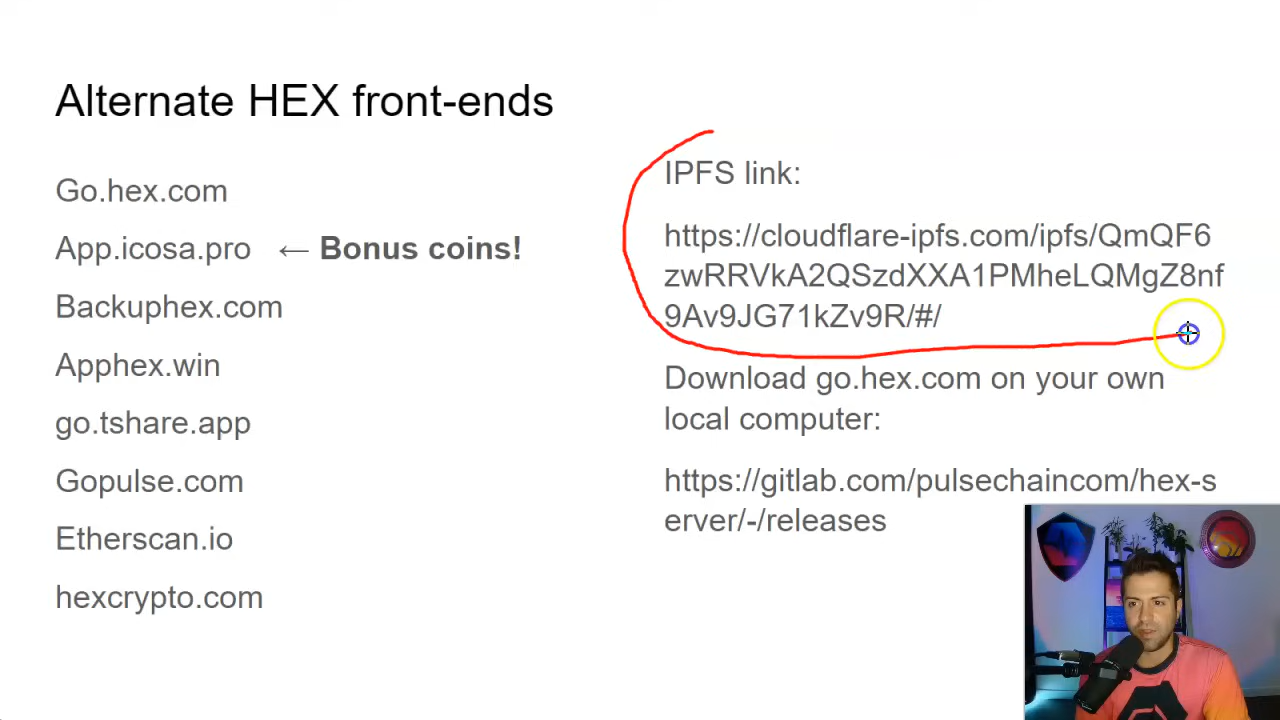 Alternate HEX front-ends
Go.hex.com
App.icosa.pro ← Bonus coins!
Backuphex.com
Apphex.win
go.tshare.app
Gopulse.com
Etherscan.io
hexcrypto.com
IPFS link:
https://cloudflare-ipfs.com/ipfs/QmQF6
zwRRVkA2QSzdXXA1PMheLQMgZ8nf
9Av9JG71kZv9R/#/
Download go.hex.com on your own
local computer:
https://gitlab.com/pulsechaincom/hex-s
erver/-/releases